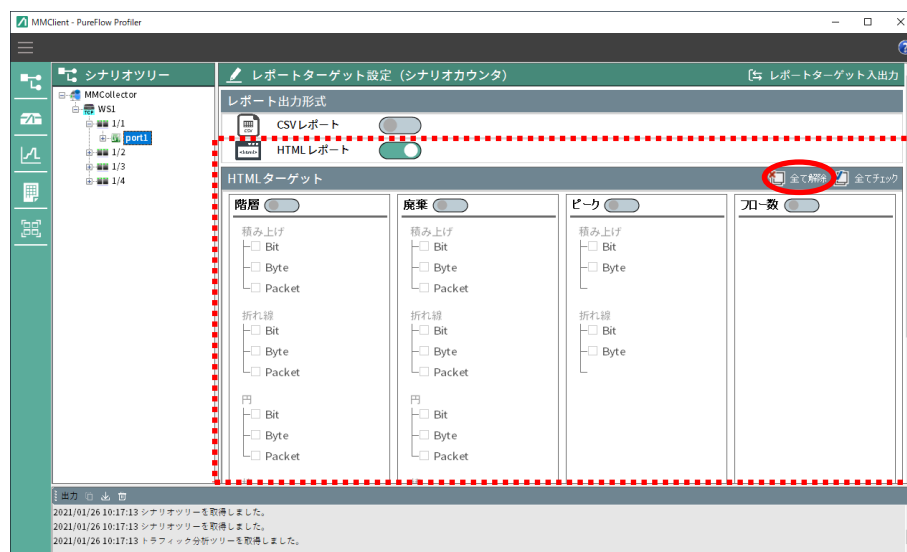 MMClient - PureFlow Profiler
シナリオツリー
レポートターゲット設定（シナリオカウンタ）
レポートターゲット入出力
MMCollector
WS1
1/1
port1
1/2
1/3
1/4
レポート出力形式
CSVレポート
HTMLレポート
HTMLターゲット
全て解除
全てチェック
階層
廃棄
ピーク
フロー数
積み上げ
積み上げ
積み上げ
Bit
Bit
Bit
Byte
Byte
Byte
Packet
Packet
折れ線
折れ線
折れ線
Bit
Bit
Bit
Byte
Byte
Byte
Packet
Packet
円
円
Bit
Bit
Byte
Byte
Packet
Packet
出力
2021/01/26 10:17:13 シナリオツリーを取得しました。
2021/01/26 10:17:13 シナリオツリーを取得しました。
2021/01/26 10:17:13 トラフィック分析ツリーを取得しました。